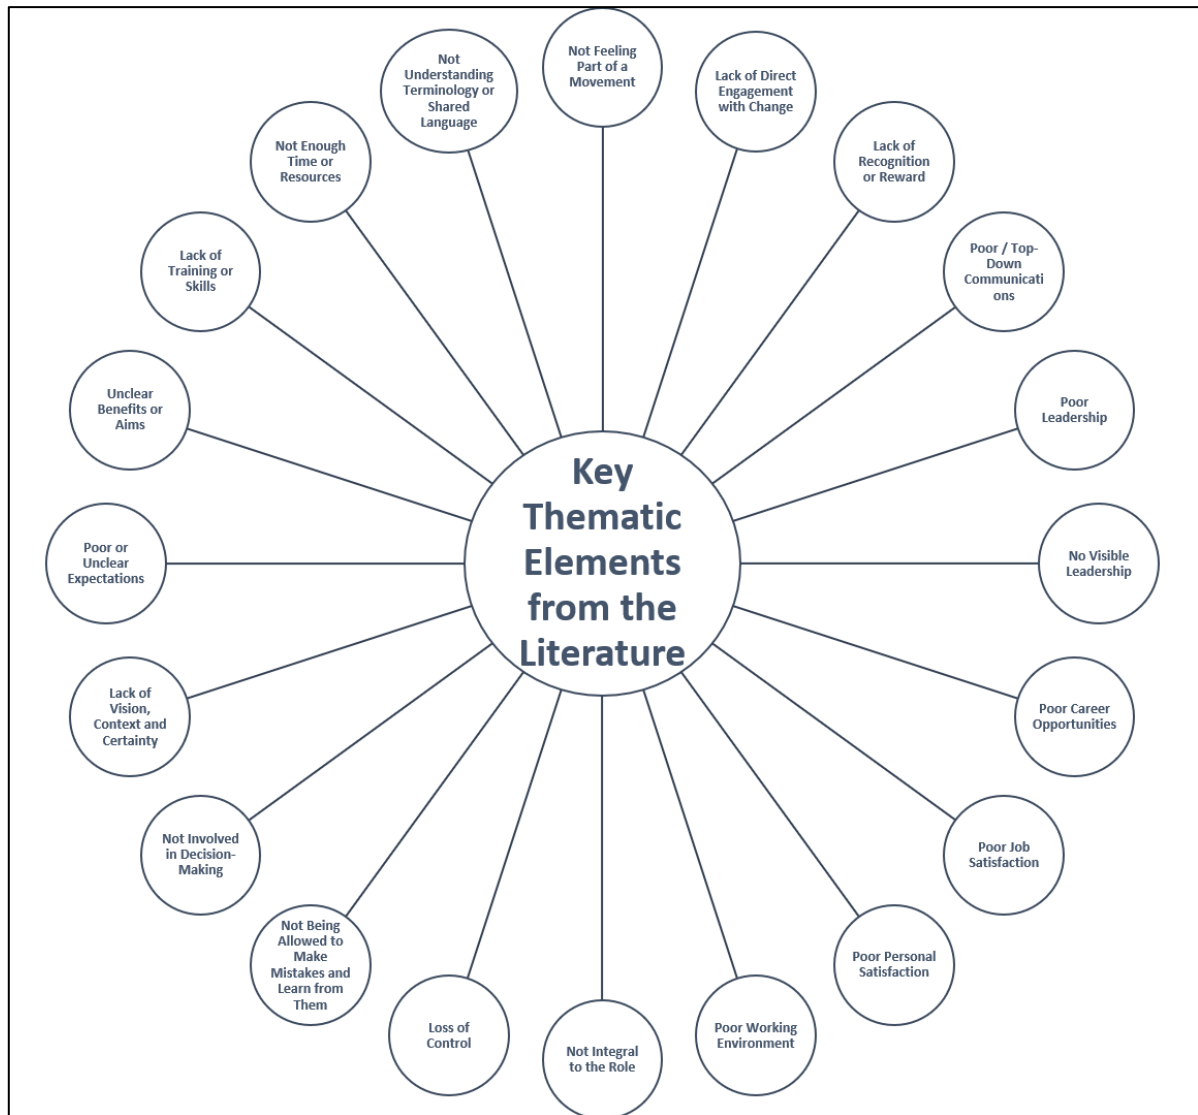 Not Feeling
Part of a
Movement
Lack of Direct
Engagement
with Change
Lack of
Recognition
or Reward
Poor / Top-
Down
Communicati
ons
Poor
Leadership
No Visible
Leadership
Poor Career
Opportunities
Poor Job
Satisfaction
Poor Personal
Satisfaction
Poor Working
Environment
Not Integral
to the Role
Loss of
Control
Not Being
Allowed to
Make
Mistakes and
Learn from
Them
Not Involved
in Decision-
Making
Lack of
Vision,
Context and
Certainty
Poor or
Unclear
Expectations
Unclear
Benefits or
Aims
Lack of
Training or
Skills
Not Enough
Time or
Resources
Not
Understanding
Terminology or
Shared
Language
Key
Thematic
Elements
from the
Literature